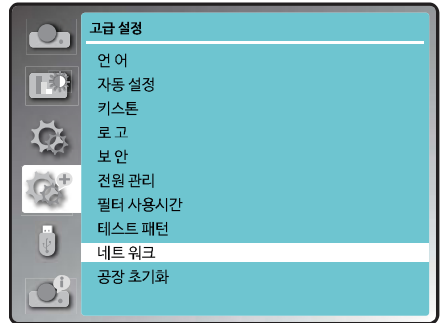 고급 설정
언 어
자동 설정
키스톤
로 고
보 안
전원 관리
필터 사용시간
테스트 패턴
네트 워크
공장 초기화